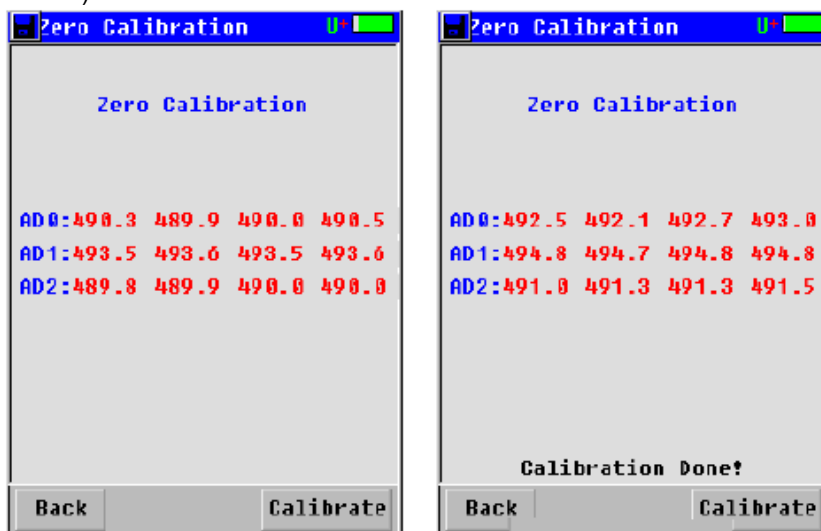 Zero Calibration U+
Zero Calibration
AD0:490.3 489.9 490.0 490.5
AD1:493.5 493.6 493.5 493.6
AD2:489.8 489.9 490.0 490.0
Back Calibrate
Zero Calibration U+
Zero Calibration
AD0:492.5 492.1 492.7 493.0
AD1:494.8 494.7 494.8 494.8
AD2:491.0 491.3 491.3 491.5
Calibration Done!
Back Calibrate